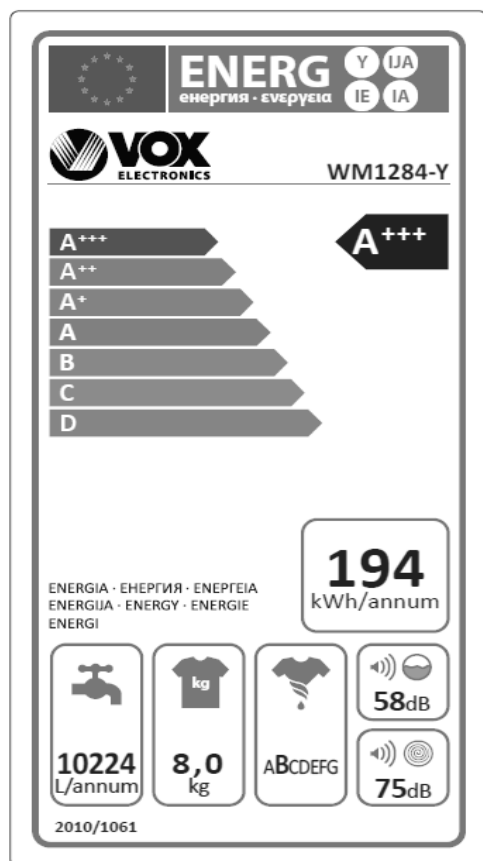 ENERG
енергия · ενεργεια
Y
IJA
IE
IA
VOX
ELECTRONICS
WM1284-Y
A+++
A+++
A++
A+
A
B
C
D
194
kWh/annum
ENERGIA · ЕНЕРГИЯ · ΕΝΕΡΓΕΙΑ
ENERGIJA · ENERGY · ENERGIE
ENERGI
10224
L/annum
kg
8,0
kg
ABCDEFG
58dB
75dB
2010/1061